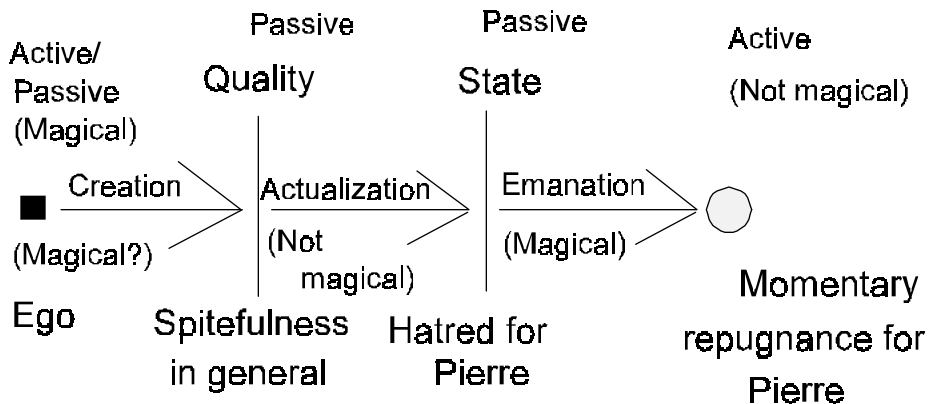 Active/
Passive
(Magical)
Passive
Quality
Passive
State
Active
(Not magical)
Creation
(Magical?)
Actualization
(Not
magical)
Emanation
(Magical)
Ego
Spitefulness
in general
Hatred for
Pierre
Momentary
repugnance for
Pierre